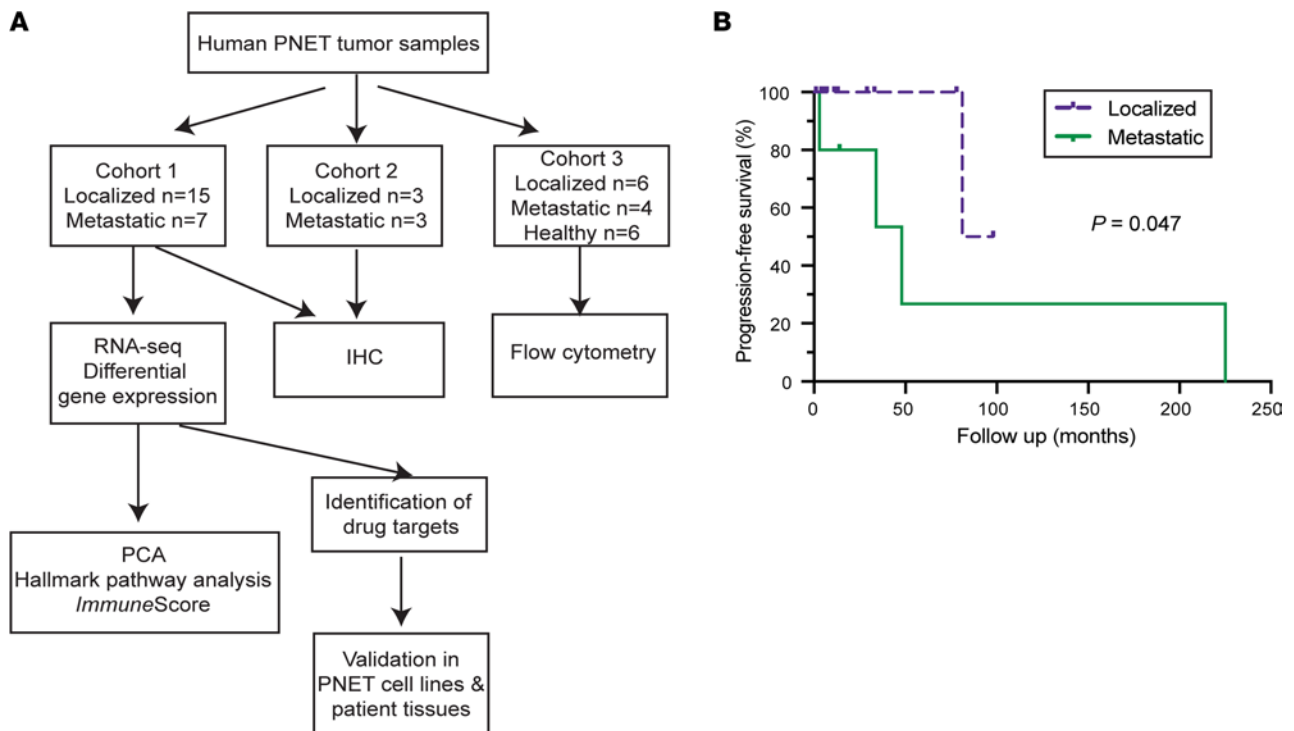 A
Human PNET tumor samples
Cohort 1
Localized n=15
Metastatic n=7
Cohort 2
Localized n=3
Metastatic n=3
Cohort 3
Localized n=6
Metastatic n=4
Healthy n=6
RNA-seq
Differential
gene expression
IHC
Flow cytometry
Identification of
drug targets
PCA
Hallmark pathway analysis
ImmuneScore
Validation in
PNET cell lines &
patient tissues
B
Progression-free survival (%)
100
80
60
40
20
0
Localized
Metastatic
P = 0.047
0
50
100
150
200
250
Follow up (months)